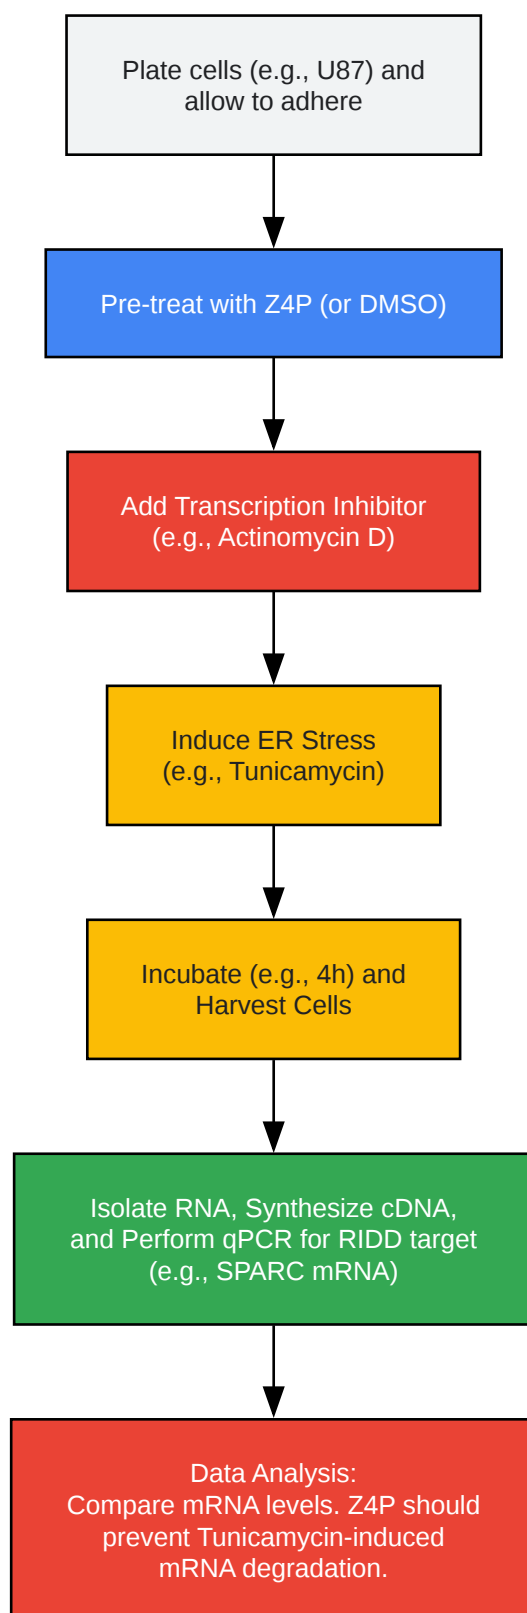 Plate cells (e.g., U87) and
allow to adhere
Pre-treat with Z4P (or DMSO)
Add Transcription Inhibitor
(e.g., Actinomycin D)
Induce ER Stress
(e.g., Tunicamycin)
Incubate (e.g., 4h) and
Harvest Cells
Isolate RNA, Synthesize cDNA,
and Perform qPCR for RIDD target
(e.g., SPARC mRNA)
Data Analysis:
Compare mRNA levels. Z4P should
prevent Tunicamycin-induced
mRNA degradation.